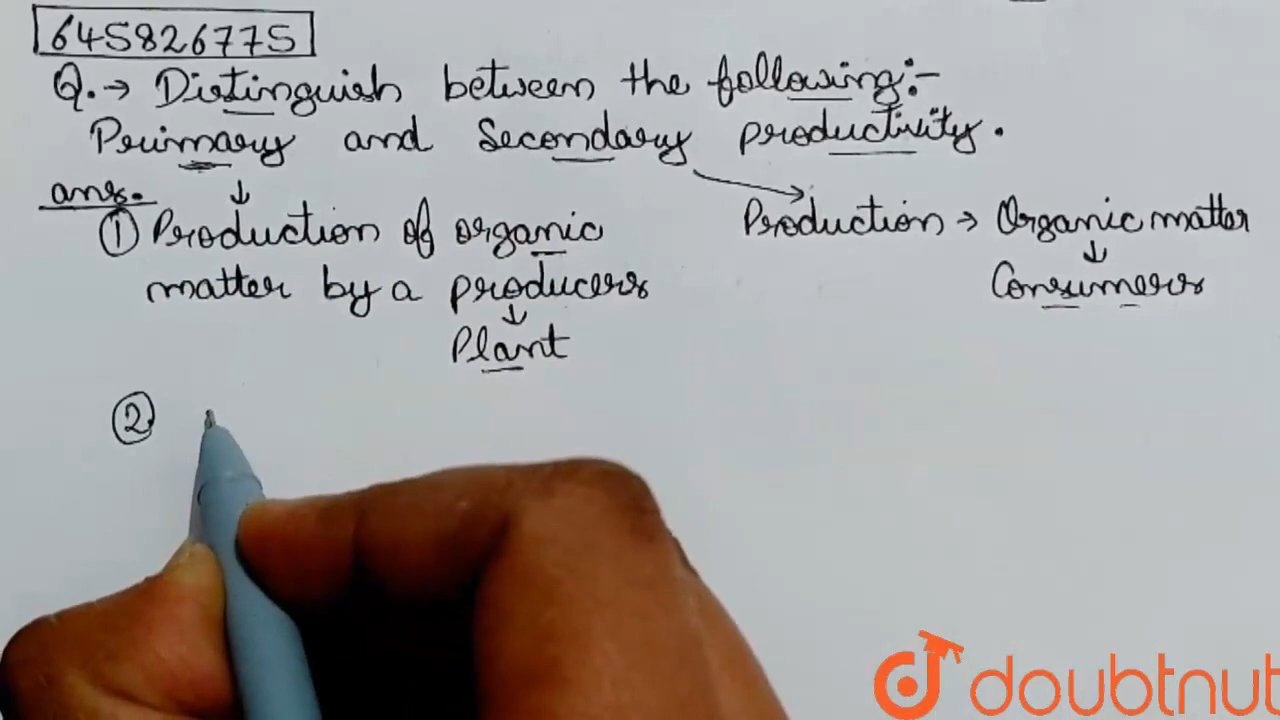 645826775
Q.→ Distinguish between the following:-
Primary and Secondary productivity.
ans.
① Production of organic
matter by a producers
↓
Plant
Production → Organic matter
↓
Consumers
②.
doubtnut